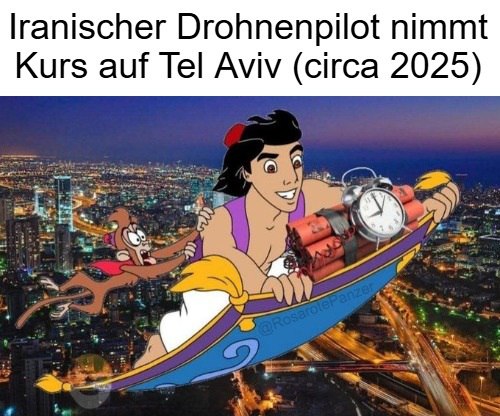 Iranischer Drohnenpilot nimmt
Kurs auf Tel Aviv (circa 2025)
@RosarotePanzer